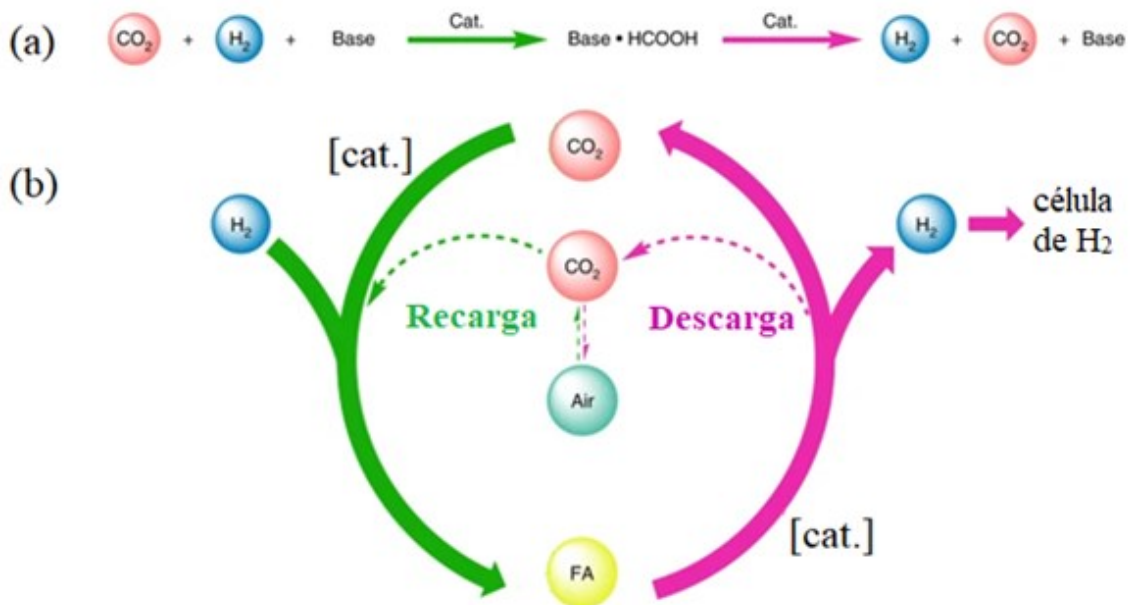 (a) CO₂ + H₂ + Base Cat. Base • HCOOH Cat. H₂ + CO₂ + Base
(b)
[cat.]
CO₂
H₂
H₂
célula
de H₂
CO₂
Recarga
Descarga
Air
[cat.]
FA